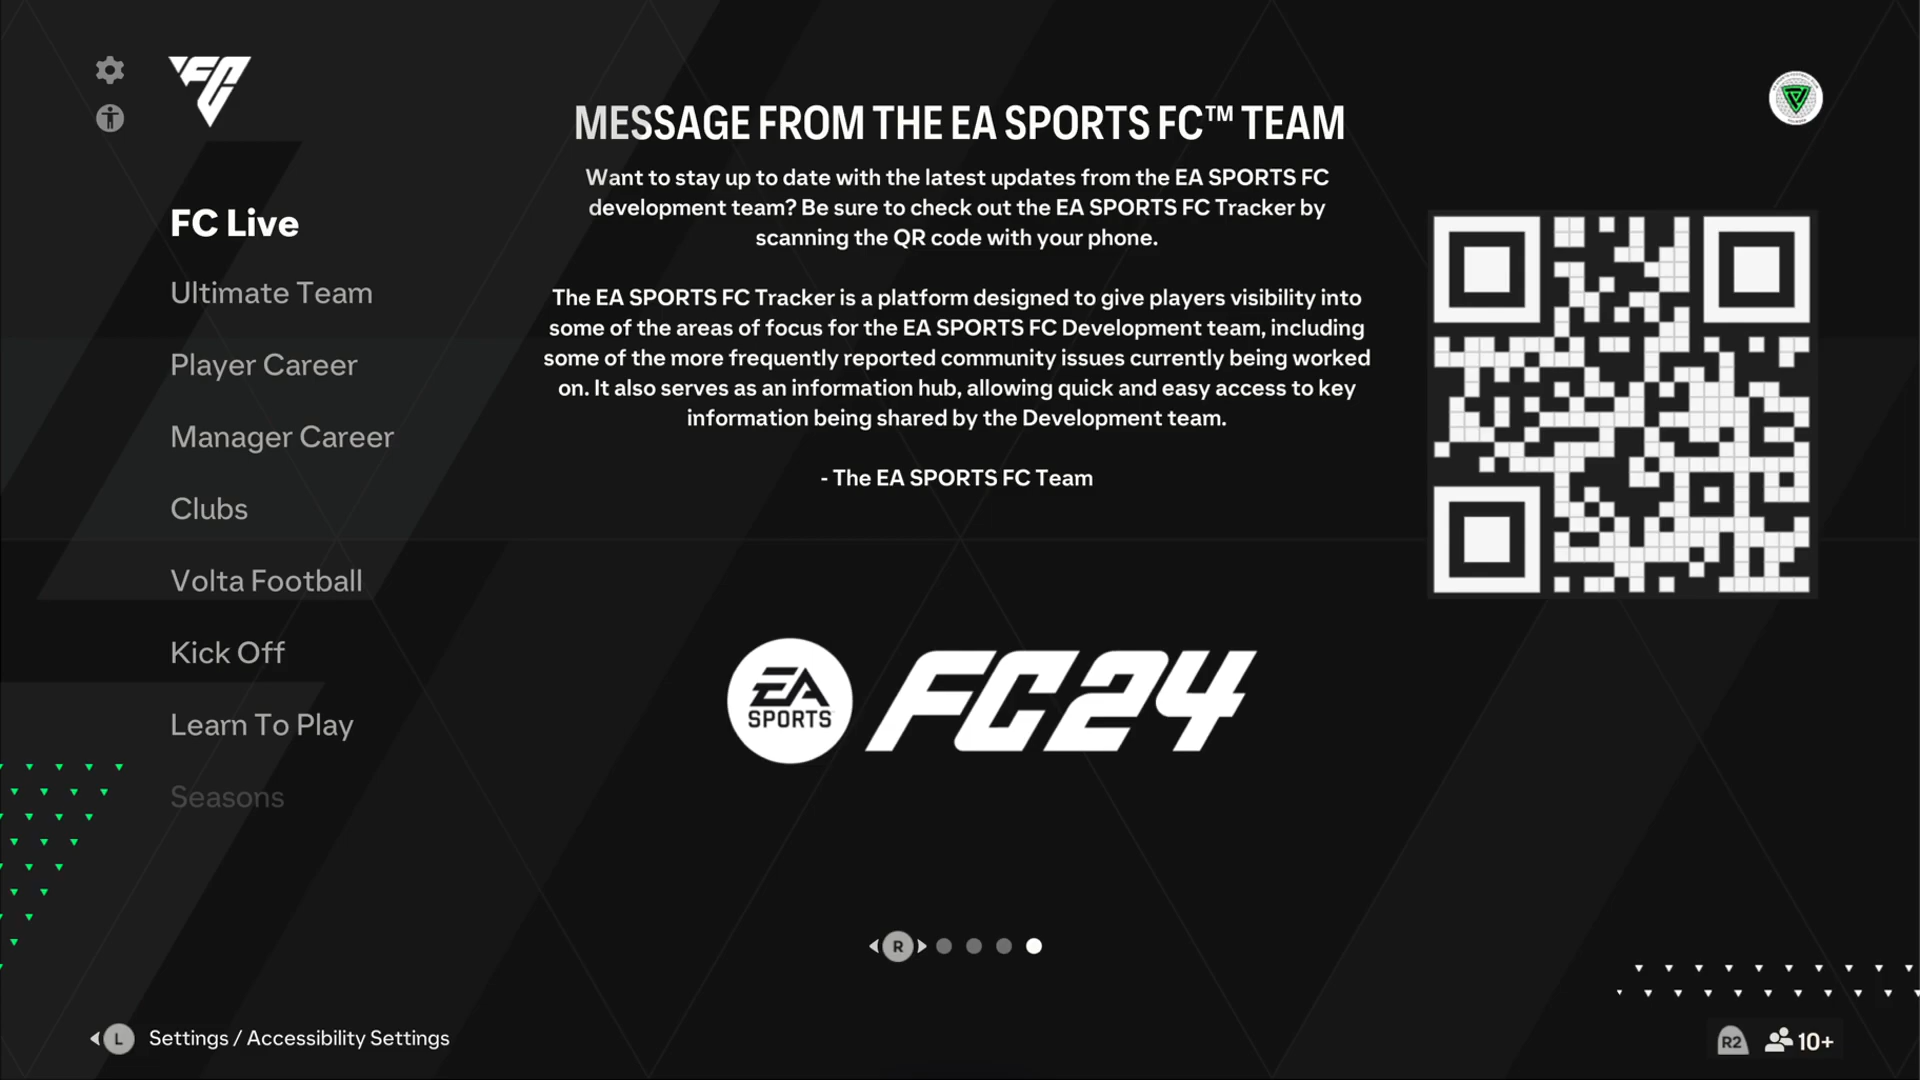 FC
MESSAGE FROM THE EA SPORTS FC™ TEAM
Want to stay up to date with the latest updates from the EA SPORTS FC
development team? Be sure to check out the EA SPORTS FC Tracker by
scanning the QR code with your phone.
The EA SPORTS FC Tracker is a platform designed to give players visibility into
some of the areas of focus for the EA SPORTS FC Development team, including
some of the more frequently reported community issues currently being worked
on. It also serves as an information hub, allowing quick and easy access to key
information being shared by the Development team.
- The EA SPORTS FC Team
FC Live
Ultimate Team
Player Career
Manager Career
Clubs
Volta Football
Kick Off
Learn To Play
Seasons
EA
SPORTS
FC24
R
L
Settings / Accessibility Settings
R2
10+